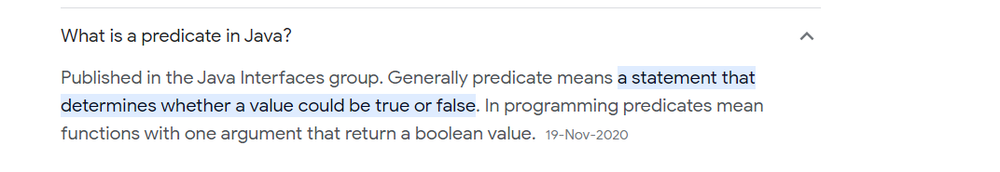 What is a predicate in Java?
Published in the Java Interfaces group. Generally predicate means a statement that
determines whether a value could be true or false. In programming predicates mean
functions with one argument that return a boolean value. 19-Nov-2020